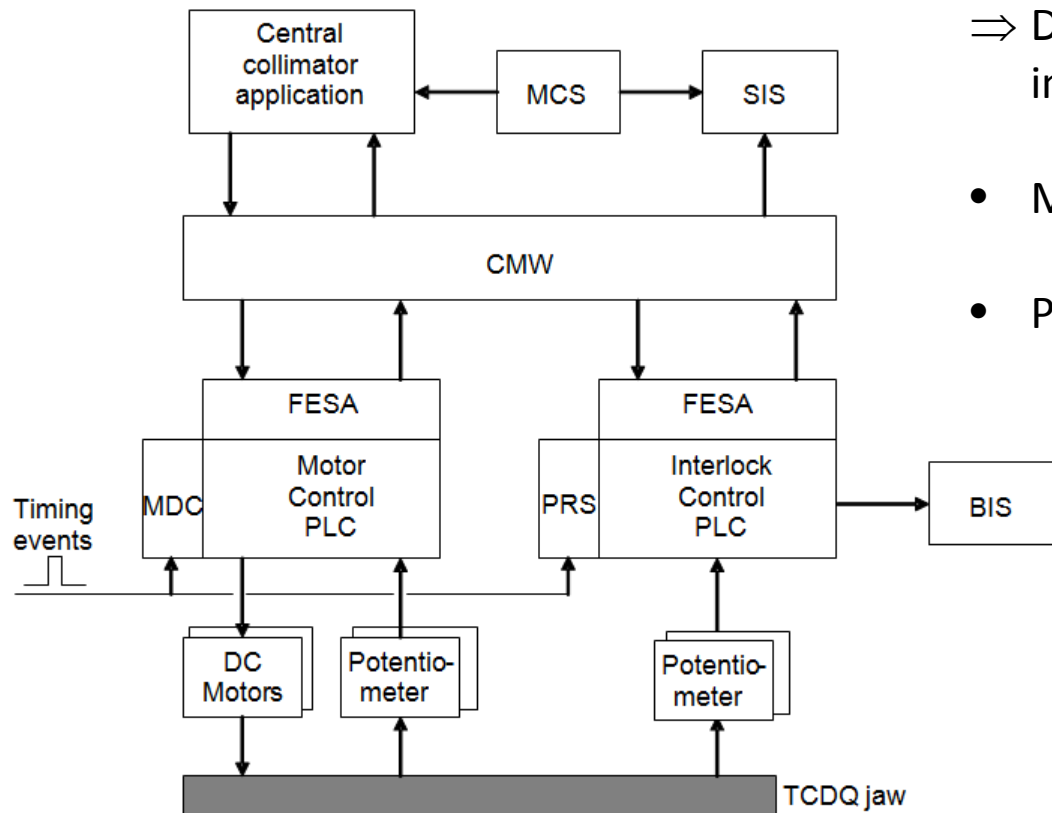 Central
collimator
application
MCS
SIS
CMW
FESA
FESA
MDC
Motor
Control
PLC
PRS
Interlock
Control
PLC
BIS
Timing
events
DC
Motors
Potentio-
meter
Potentio-
meter
TCDQ jaw
⇒ D
in
• M
• P